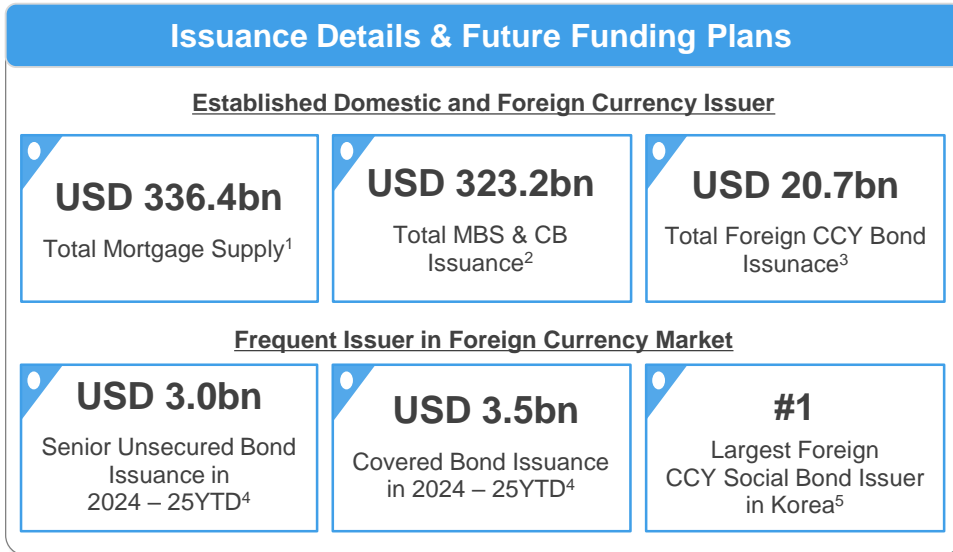 Issuance Details & Future Funding Plans
Established Domestic and Foreign Currency Issuer
USD 336.4bn
Total Mortgage Supply1
USD 323.2bn
Total MBS & CB
Issuance2
USD 20.7bn
Total Foreign CCY Bond
Issunace3
Frequent Issuer in Foreign Currency Market
USD 3.0bn
Senior Unsecured Bond
Issuance in
2024 – 25YTD4
USD 3.5bn
Covered Bond Issuance
in 2024 – 25YTD4
#1
Largest Foreign
CCY Social Bond Issuer
in Korea5